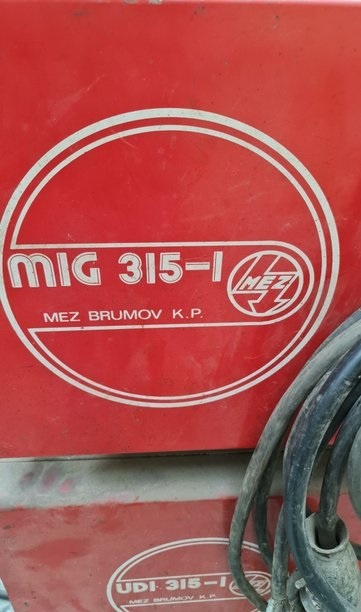 MIG 315-1
MEZ
MEZ BRUMOV K.P.
UDI 315-1
MEZ BRUMOV K.P.